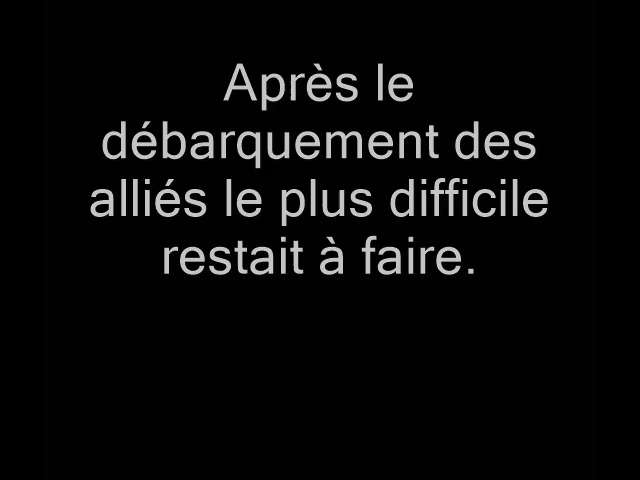 Après le
débarquement des
alliés le plus difficile
restait à faire.